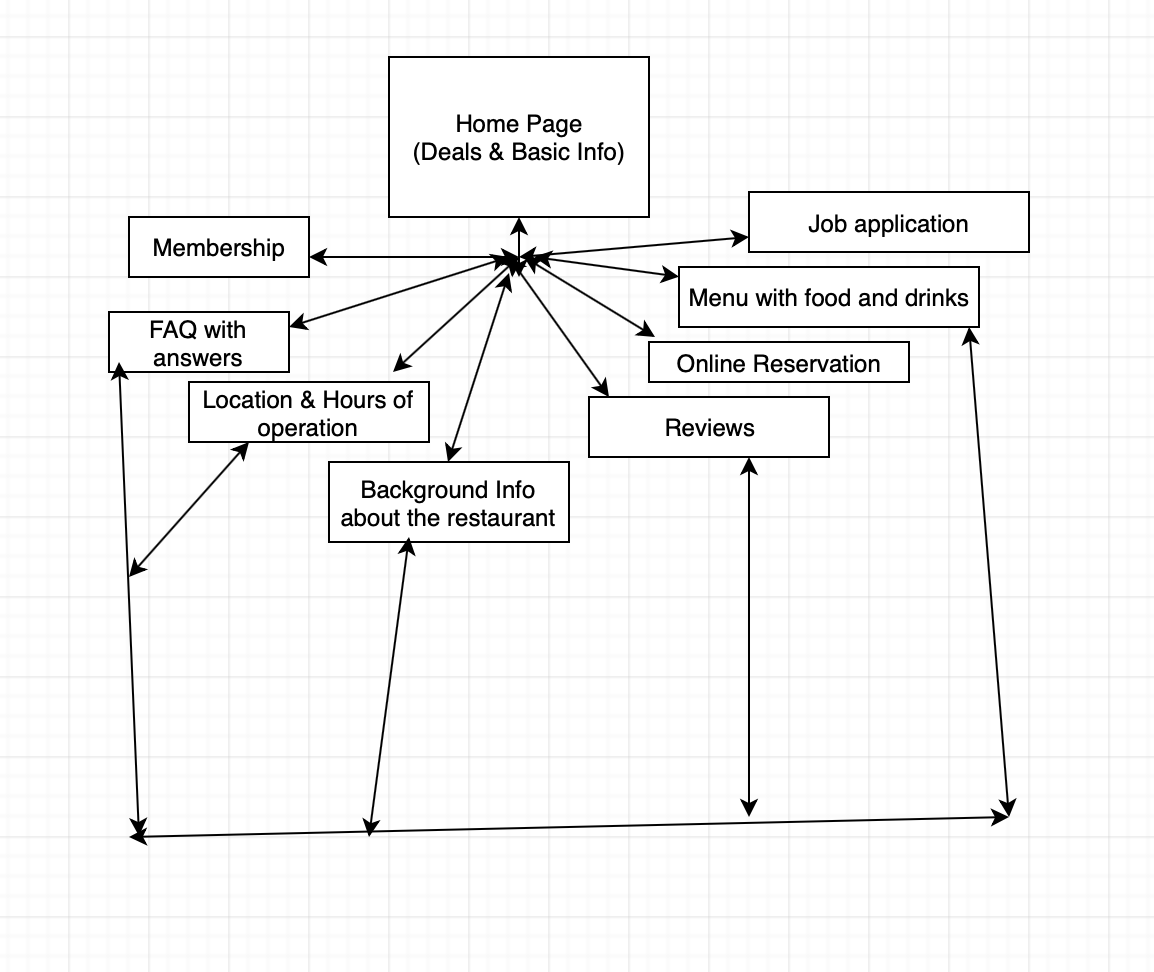 Home Page
(Deals & Basic Info)
Job application
Membership
Menu with food and drinks
FAQ with
answers
Online Reservation
Location & Hours of
operation
Reviews
Background Info
about the restaurant